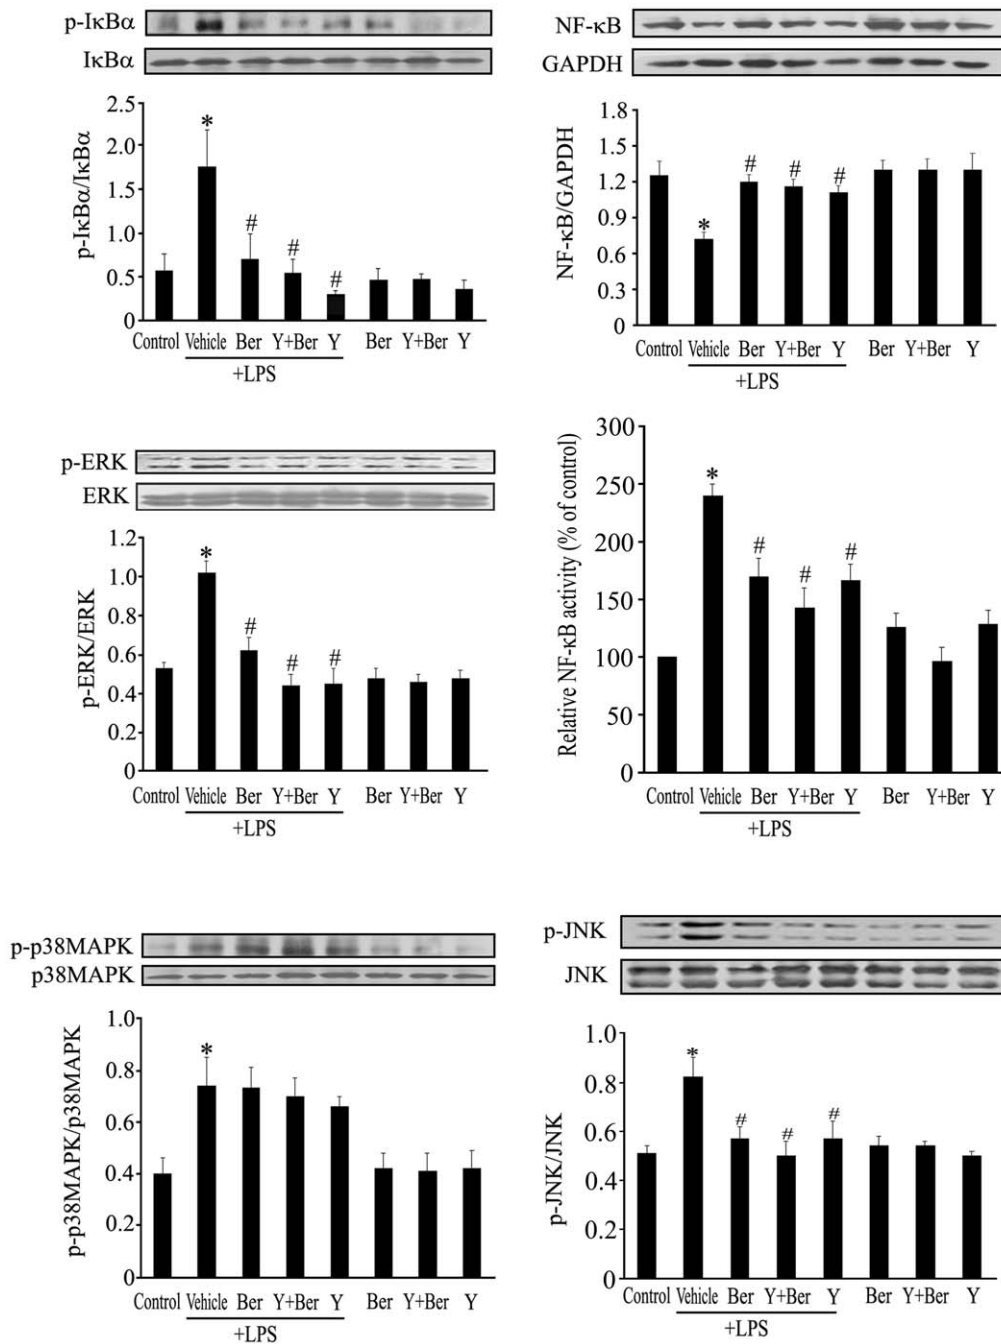 p-IκBα
IκBα
p-IκBα/IκBα
2.5
2.0
1.5
1.0
0.5
0
*
#
#
#
Control Vehicle Ber Y+Ber Y Ber Y+Ber Y
+LPS
NF-κB
GAPDH
NF-κB/GAPDH
1.8
1.5
1.2
0.9
0.6
0.3
0
*
# # #
Control Vehicle Ber Y+Ber Y Ber Y+Ber Y
+LPS
p-ERK
ERK
p-ERK/ERK
1.2
1.0
0.8
0.6
0.4
0.2
0
*
#
# #
Control Vehicle Ber Y+Ber Y Ber Y+Ber Y
+LPS
Relative NF-κB activity (% of control)
300
250
200
150
100
50
0
*
# # #
Control Vehicle Ber Y+Ber Y Ber Y+Ber Y
+LPS
p-p38MAPK
p38MAPK
p-p38MAPK/p38MAPK
1.0
0.8
0.6
0.4
0.2
0
*
Control Vehicle Ber Y+Ber Y Ber Y+Ber Y
+LPS
p-JNK
JNK
p-JNK/JNK
1.0
0.8
0.6
0.4
0.2
0
*
# # #
Control Vehicle Ber Y+Ber Y Ber Y+Ber Y
+LPS